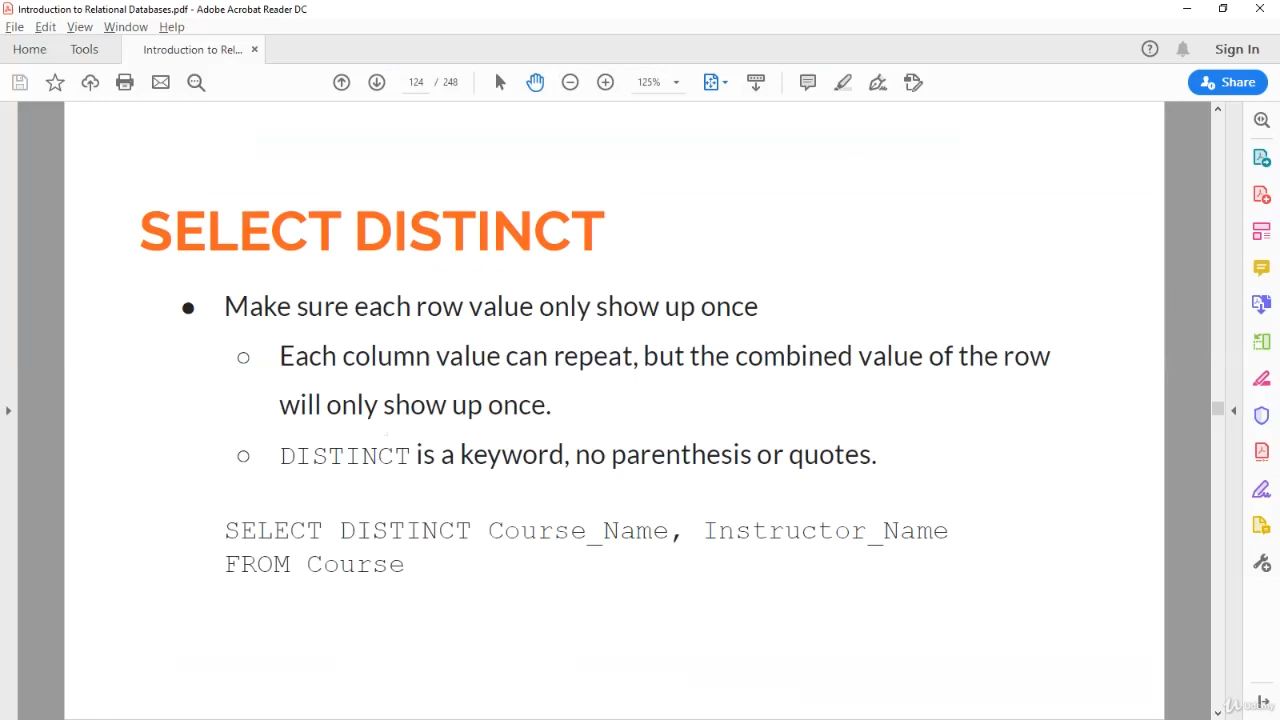 Introduction to Relational Databases.pdf - Adobe Acrobat Reader DC
File Edit View Window Help
Home Tools Introduction to Rel... × Sign In
124 / 248 125% Share
SELECT DISTINCT
● Make sure each row value only show up once
○ Each column value can repeat, but the combined value of the row
will only show up once.
○ DISTINCT is a keyword, no parenthesis or quotes.
SELECT DISTINCT Course_Name, Instructor_Name
FROM Course
Udemy